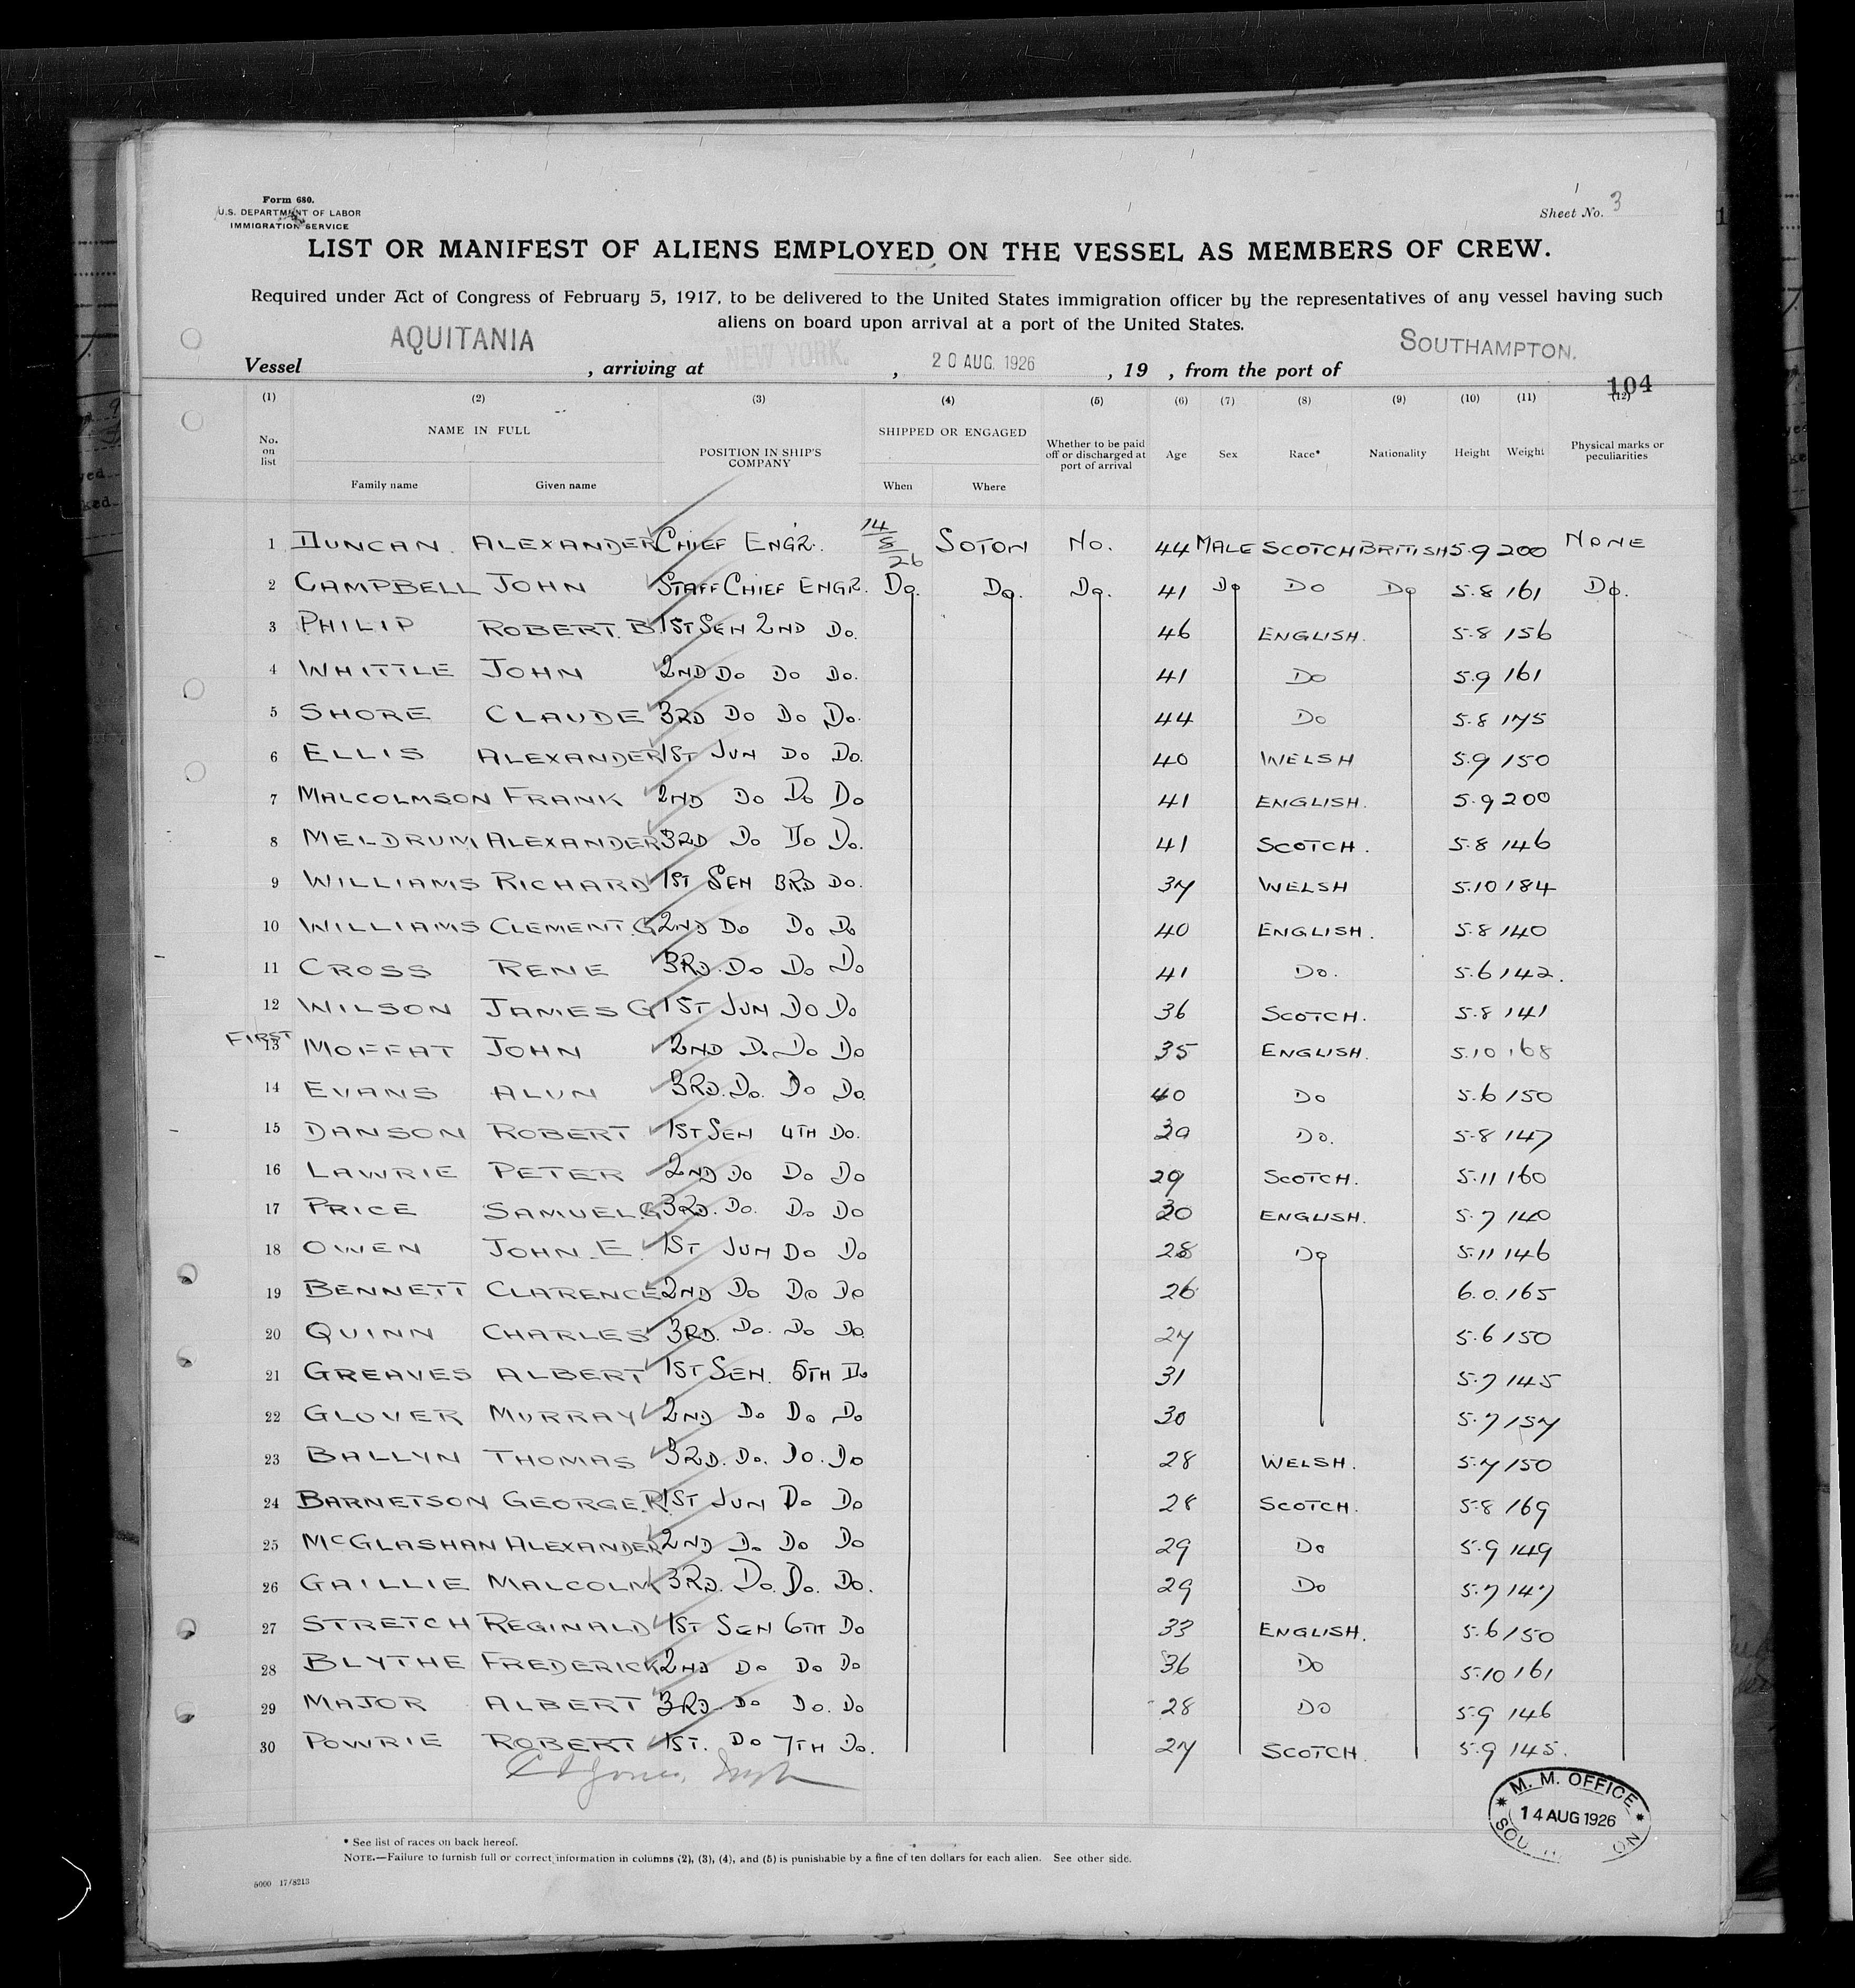 Form 680.
U.S. DEPARTMENT OF LABOR
IMMIGRATION SERVICE
Sheet No. 3
LIST OR MANIFEST OF ALIENS EMPLOYED ON THE VESSEL AS MEMBERS OF CREW.
Required under Act of Congress of February 5, 1917, to be delivered to the United States immigration officer by the representatives of any vessel having such
aliens on board upon arrival at a port of the United States.
Vessel AQUITANIA, arriving at NEW YORK., 20 AUG. 1926, 19 , from the port of SOUTHAMPTON.
104
(1) (2) (3) (4) (5) (6) (7) (8) (9) (10) (11) (12)
No. on list NAME IN FULL Family name Given name POSITION IN SHIP'S COMPANY SHIPPED OR ENGAGED When Where Whether to be paid off or discharged at port of arrival Age Sex Race* Nationality Height Weight Physical marks or peculiarities
1 DUNCAN. ALEXANDER CHIEF ENGR. 14/8/26 SOTON NO. 44 MALE SCOTCH BRITISH 5.9 200 NONE
2 CAMPBELL JOHN STAFF CHIEF ENGR. DO. DO. DO. 41 DO DO DO 5.8 161 DO.
3 PHILIP ROBERT. B. 1ST SEN 2ND DO. 46 ENGLISH. 5.8 156
4 WHITTLE JOHN 2ND DO DO DO. 41 DO 5.9 161
5 SHORE CLAUDE 3RD DO DO DO. 44 DO 5.8 175
6 ELLIS ALEXANDER 1ST JUN DO DO. 40 WELSH 5.9 150
7 MALCOLMSON FRANK 2ND DO DO DO 41 ENGLISH. 5.9 200
8 MELDRUM ALEXANDER 3RD DO DO DO. 41 SCOTCH. 5.8 146
9 WILLIAMS RICHARD 1ST SEN 3RD DO. 37 WELSH 5.10 184
10 WILLIAMS CLEMENT. G 2ND DO DO DO 40 ENGLISH. 5.8 140
11 CROSS RENE 3RD. DO DO DO 41 DO. 5.6 142.
12 WILSON JAMES G 1ST JUN DO DO 36 SCOTCH. 5.8 141
FIRST
13 MOFFAT JOHN 2ND DO DO DO 35 ENGLISH. 5.10 168
14 EVANS ALUN 3RD. DO. DO DO. 40 DO 5.6 150
15 DANSON ROBERT 1ST SEN 4TH DO. DO. 5.8 147
16 LAWRIE PETER 2ND DO DO DO 29 SCOTCH. 5.11 160
17 PRICE SAMUEL. G 3RD. DO. DO DO 30 ENGLISH. 5.7 140
18 OWEN JOHN E. 1ST JUN DO DO 28 DO 5.11 146
19 BENNETT CLARENCE 2ND DO DO DO 26 6.0. 165
20 QUINN CHARLES 3RD. DO. DO DO 27 5.6 150
21 GREAVES ALBERT 1ST SEN. 5TH DO 31 5.7 145
22 GLOVER MURRAY 2ND DO DO DO 30 5.7 157
23 BALLYN THOMAS 3RD. DO. DO. DO 28 WELSH. 5.7 150
24 BARNETSON GEORGE. R. 1ST JUN DO DO 28 SCOTCH. 5.8 169
25 MCGLASHAN ALEXANDER 2ND DO DO DO 29 DO 5.9 149
26 GAILLIE MALCOLM 3RD. DO. DO. DO. 29 DO 5.7 147
27 STRETCH REGINALD 1ST SEN 6TH DO 33 ENGLISH. 5.6 150
28 BLYTHE FREDERICK 2ND DO DO DO 36 DO 5.10 161
29 MAJOR ALBERT 3RD. DO DO. DO 28 DO 5.9 146
30 POWRIE ROBERT 1ST. DO 7TH DO. 27 SCOTCH. 5.9 145.
M. M. OFFICE
14 AUG 1926
* See list of races on back hereof.
NOTE.—Failure to furnish full or correct information in columns (2), (3), (4), and (5) is punishable by a fine of ten dollars for each alien. See other side.
5000 17/8213